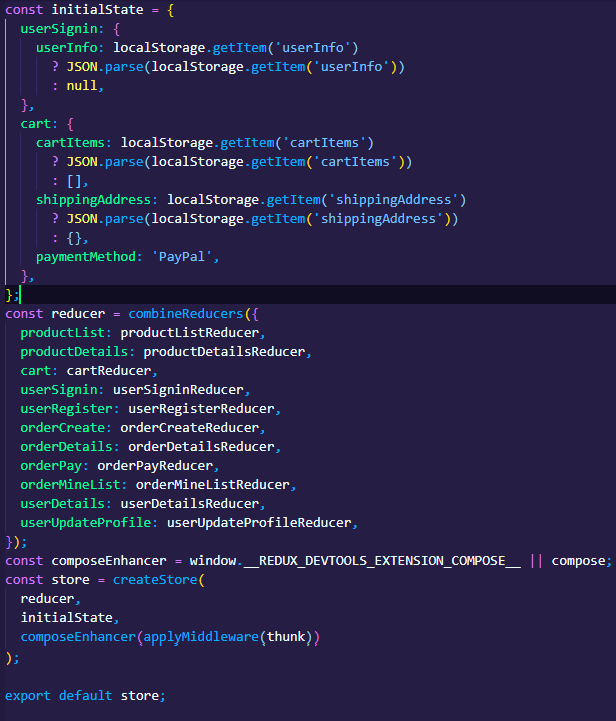 const initialState = {
  userSignin: {
    userInfo: localStorage.getItem('userInfo')
      ? JSON.parse(localStorage.getItem('userInfo'))
      : null,
  },
  cart: {
    cartItems: localStorage.getItem('cartItems')
      ? JSON.parse(localStorage.getItem('cartItems'))
      : [],
    shippingAddress: localStorage.getItem('shippingAddress')
      ? JSON.parse(localStorage.getItem('shippingAddress'))
      : {},
    paymentMethod: 'PayPal',
  },
};
const reducer = combineReducers({
  productList: productListReducer,
  productDetails: productDetailsReducer,
  cart: cartReducer,
  userSignin: userSigninReducer,
  userRegister: userRegisterReducer,
  orderCreate: orderCreateReducer,
  orderDetails: orderDetailsReducer,
  orderPay: orderPayReducer,
  orderMineList: orderMineListReducer,
  userDetails: userDetailsReducer,
  userUpdateProfile: userUpdateProfileReducer,
});
const composeEnhancer = window.__REDUX_DEVTOOLS_EXTENSION_COMPOSE__ || compose;
const store = createStore(
  reducer,
  initialState,
  composeEnhancer(applyMiddleware(thunk))
);

export default store;